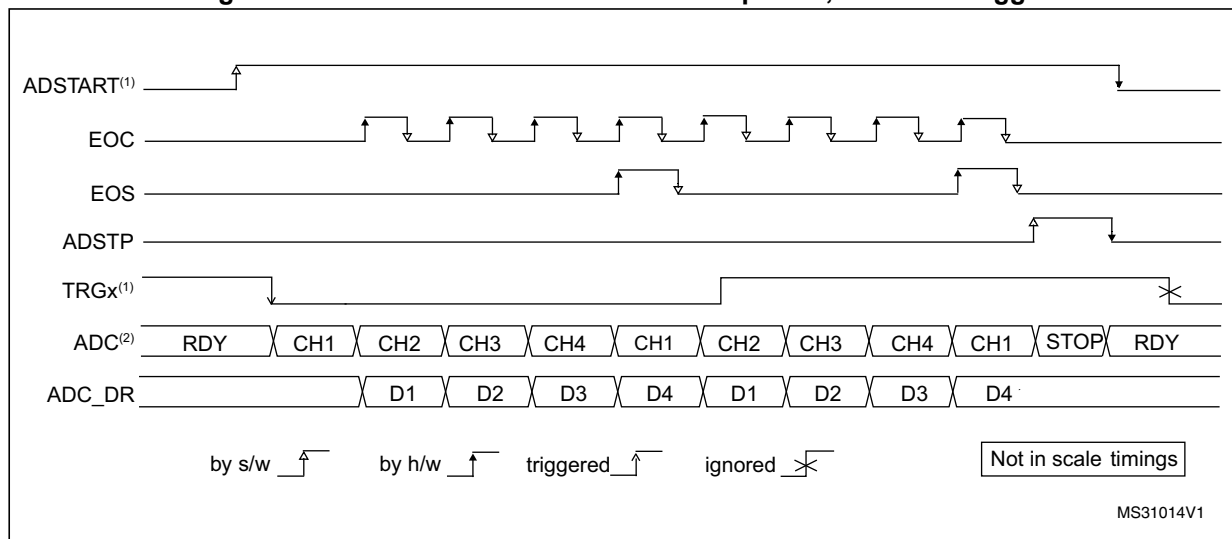 ADSTART(1)
EOC
EOS
ADSTP
TRGx(1)
ADC(2) RDY CH1 CH2 CH3 CH4 CH1 CH2 CH3 CH4 CH1 STOP RDY
ADC_DR D1 D2 D3 D4 D1 D2 D3 D4
by s/w by h/w triggered ignored Not in scale timings
MS31014V1